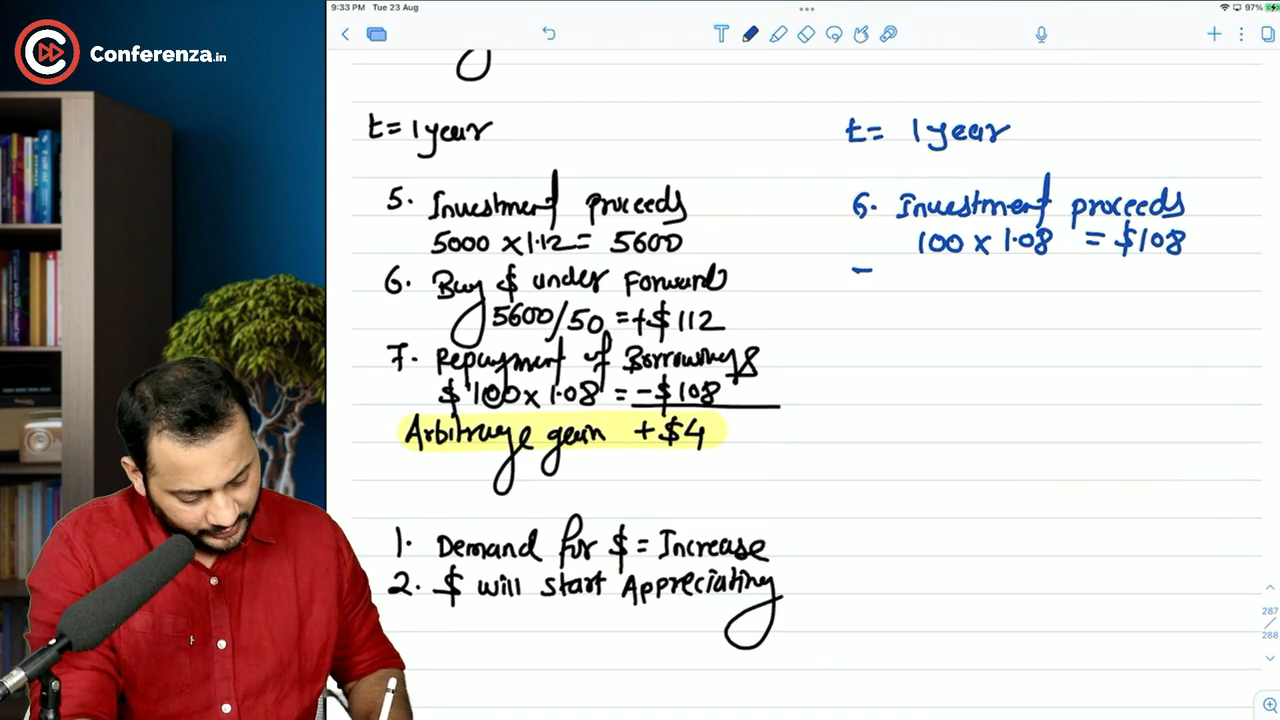 9:33 PM Tue 23 Aug
97%
Conferenza.in
t = 1 year
5. Investment proceeds
5000 x 1.12 = 5600
6. Buy $ under Forward
5600/50 = +$112
7. Repayment of Borrowings
$ 100 x 1.08 = -$108
Arbitrage gain +$4
1. Demand for $ = Increase
2. $ will start Appreciating
t = 1 year
6. Investment proceeds
100 x 1.08 = $108
287
288